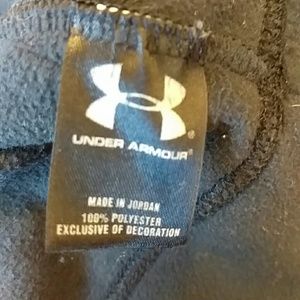 UNDER ARMOUR®
MADE IN JORDAN
100% POLYESTER
EXCLUSIVE OF DECORATION